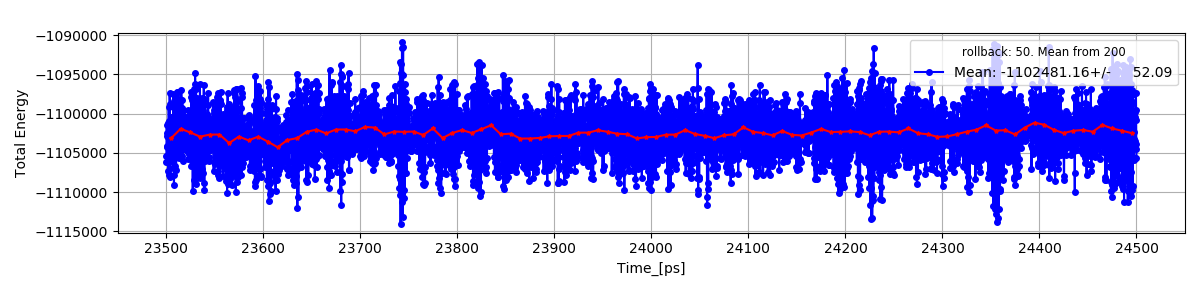 −1090000
−1095000
−1100000
−1105000
−1110000
−1115000
Total Energy
rollback: 50. Mean from 200
Mean: -1102481.16+/- 52.09
23500 23600 23700 23800 23900 24000 24100 24200 24300 24400 24500
Time_[ps]